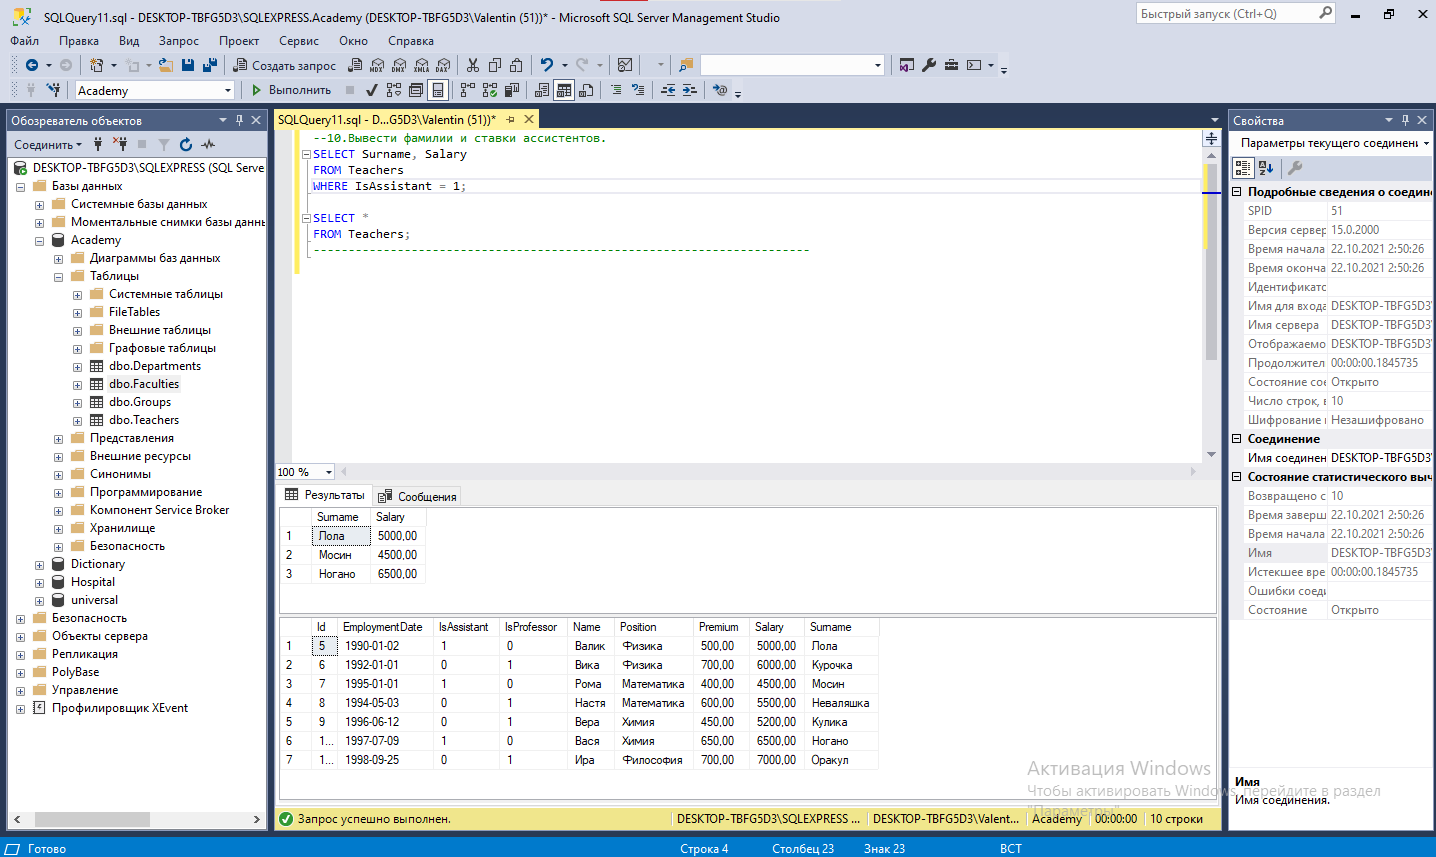 SQLQuery11.sql - DESKTOP-TBFG5D3\SQLEXPRESS.Academy (DESKTOP-TBFG5D3\Valentin (51))* - Microsoft SQL Server Management Studio
Быстрый запуск (Ctrl+Q)
Файл Правка Вид Запрос Проект Сервис Окно Справка
Создать запрос MDX DMX XMLA DAX
Academy Выполнить
Обозреватель объектов
Соединить
DESKTOP-TBFG5D3\SQLEXPRESS (SQL Serve
Базы данных
Системные базы данных
Моментальные снимки базы данн
Academy
Диаграммы баз данных
Таблицы
Системные таблицы
FileTables
Внешние таблицы
Графовые таблицы
dbo.Departments
dbo.Faculties
dbo.Groups
dbo.Teachers
Представления
Внешние ресурсы
Синонимы
Программирование
Компонент Service Broker
Хранилище
Безопасность
Dictionary
Hospital
universal
Безопасность
Объекты сервера
Репликация
PolyBase
Управление
Профилировщик XEvent
SQLQuery11.sql - D...G5D3\Valentin (51))*
--10.Вывести фамилии и ставки ассистентов.
SELECT Surname, Salary
FROM Teachers
WHERE IsAssistant = 1;
SELECT *
FROM Teachers;
-----------------------------------------------------------------------
100 %
Результаты Сообщения
Surname Salary
1 Лола 5000,00
2 Мосин 4500,00
3 Ногано 6500,00
Id EmploymentDate IsAssistant IsProfessor Name Position Premium Salary Surname
1 5 1990-01-02 1 0 Валик Физика 500,00 5000,00 Лола
2 6 1992-01-01 0 1 Вика Физика 700,00 6000,00 Курочка
3 7 1995-01-01 1 0 Рома Математика 400,00 4500,00 Мосин
4 8 1994-05-03 0 1 Настя Математика 600,00 5500,00 Неваляшка
5 9 1996-06-12 0 1 Вера Химия 450,00 5200,00 Кулика
6 1... 1997-07-09 1 0 Вася Химия 650,00 6500,00 Ногано
7 1... 1998-09-25 0 1 Ира Философия 700,00 7000,00 Оракул
Запрос успешно выполнен. DESKTOP-TBFG5D3\SQLEXPRESS ... DESKTOP-TBFG5D3\Valent... Academy 00:00:00 10 строки
Свойства
Параметры текущего соединени
Подробные сведения о соедин
SPID 51
Версия сервер 15.0.2000
Время начала 22.10.2021 2:50:26
Время оконча 22.10.2021 2:50:26
Идентификатс
Имя для входа DESKTOP-TBFG5D3\
Имя сервера DESKTOP-TBFG5D3\
Отображаемо DESKTOP-TBFG5D3\
Продолжител 00:00:00.1845735
Состояние сое Открыто
Число строк, в 10
Шифрование Незашифровано
Соединение
Имя соединен DESKTOP-TBFG5D3\
Состояние статистического выч
Возвращено с 10
Время заверш 22.10.2021 2:50:26
Время начала 22.10.2021 2:50:26
Имя DESKTOP-TBFG5D3\
Истекшее вре 00:00:00.1845735
Ошибки соеди
Состояние Открыто
Имя
Имя соединения.
Активация Windows
Чтобы активировать Windows, перейдите в раздел
"Параметры".
Готово Строка 4 Столбец 23 Знак 23 ВСТ